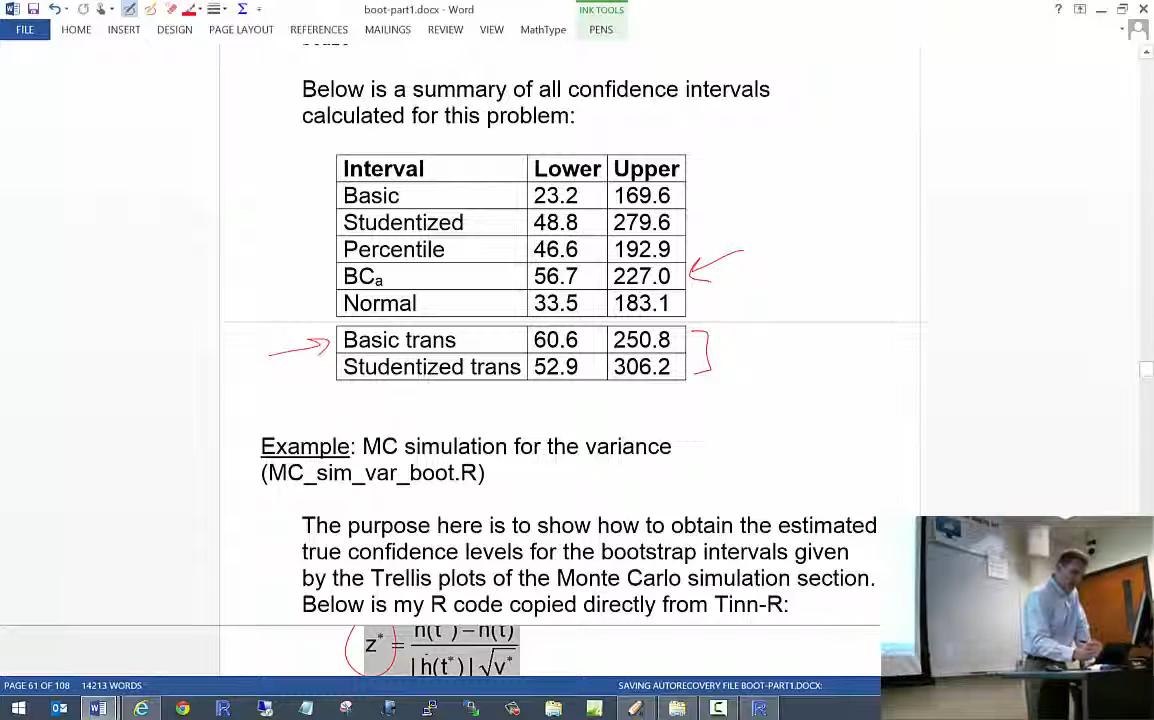 boot-part1.docx - Word
INK TOOLS
FILE HOME INSERT DESIGN PAGE LAYOUT REFERENCES MAILINGS REVIEW VIEW MathType PENS
Below is a summary of all confidence intervals
calculated for this problem:
Interval Lower Upper
Basic 23.2 169.6
Studentized 48.8 279.6
Percentile 46.6 192.9
BCa 56.7 227.0
Normal 33.5 183.1
Basic trans 60.6 250.8
Studentized trans 52.9 306.2
Example: MC simulation for the variance
(MC_sim_var_boot.R)
The purpose here is to show how to obtain the estimated
true confidence levels for the bootstrap intervals given
by the Trellis plots of the Monte Carlo simulation section.
Below is my R code copied directly from Tinn-R:
h(t*) − h(t)
z* =
|ḣ(t*)|√v*
PAGE 61 OF 108 14213 WORDS SAVING AUTORECOVERY FILE BOOT-PART1.DOCX: